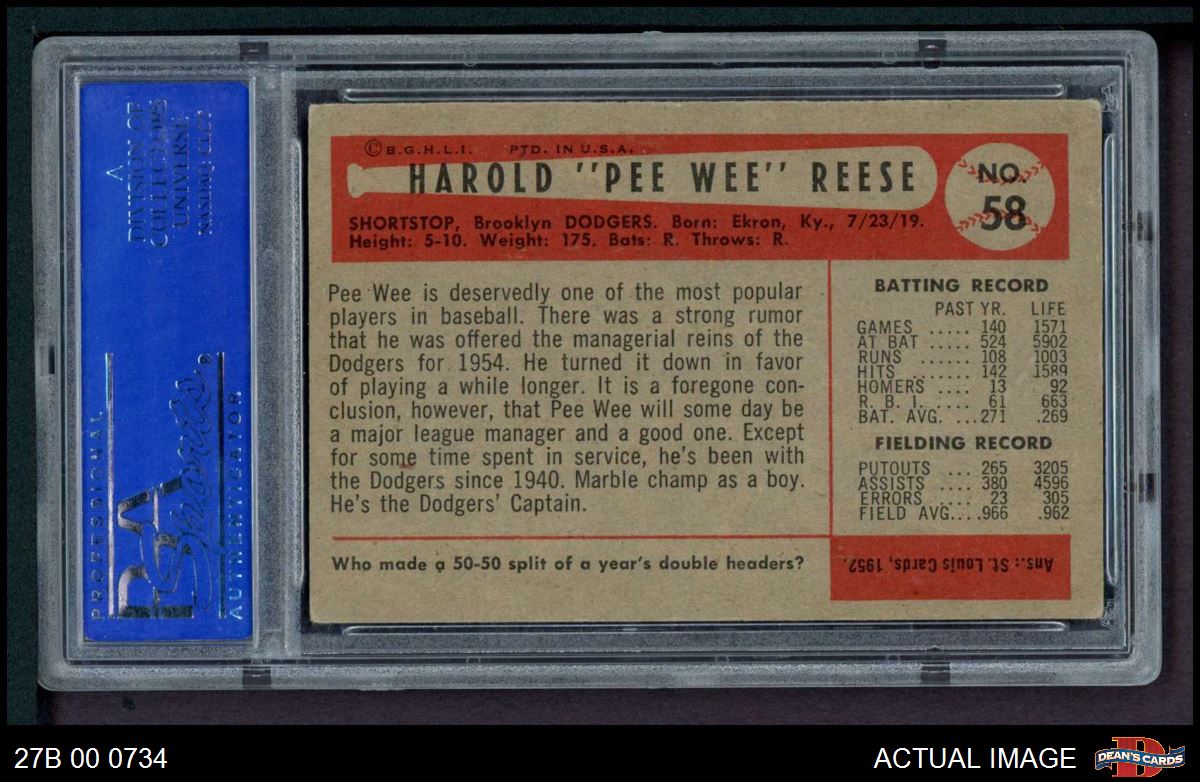 A
DIVISION OF
COLLECTORS
UNIVERSE
NASDAQ: CLCT
PROFESSIONAL
PSA
AUTHENTICATOR
© B.G.H.L.I. PTD. IN U.S.A.
HAROLD "PEE WEE" REESE
NO.
58
SHORTSTOP, Brooklyn DODGERS. Born: Ekron, Ky., 7/23/19.
Height: 5-10. Weight: 175. Bats: R. Throws: R.
Pee Wee is deservedly one of the most popular
players in baseball. There was a strong rumor
that he was offered the managerial reins of the
Dodgers for 1954. He turned it down in favor
of playing a while longer. It is a foregone con-
clusion, however, that Pee Wee will some day be
a major league manager and a good one. Except
for some time spent in service, he's been with
the Dodgers since 1940. Marble champ as a boy.
He's the Dodgers' Captain.
BATTING RECORD
PAST YR. LIFE
GAMES ..... 140 1571
AT BAT ..... 524 5902
RUNS ...... 108 1003
HITS ....... 142 1589
HOMERS .... 13 92
R. B. I. ..... 61 663
BAT. AVG. ...271 .269
FIELDING RECORD
PUTOUTS ... 265 3205
ASSISTS .... 380 4596
ERRORS .... 23 305
FIELD AVG....966 .962
Who made a 50-50 split of a year's double headers?
Ans.: St. Louis Cards, 1952.
27B 00 0734
ACTUAL IMAGE
DEAN'S CARDS